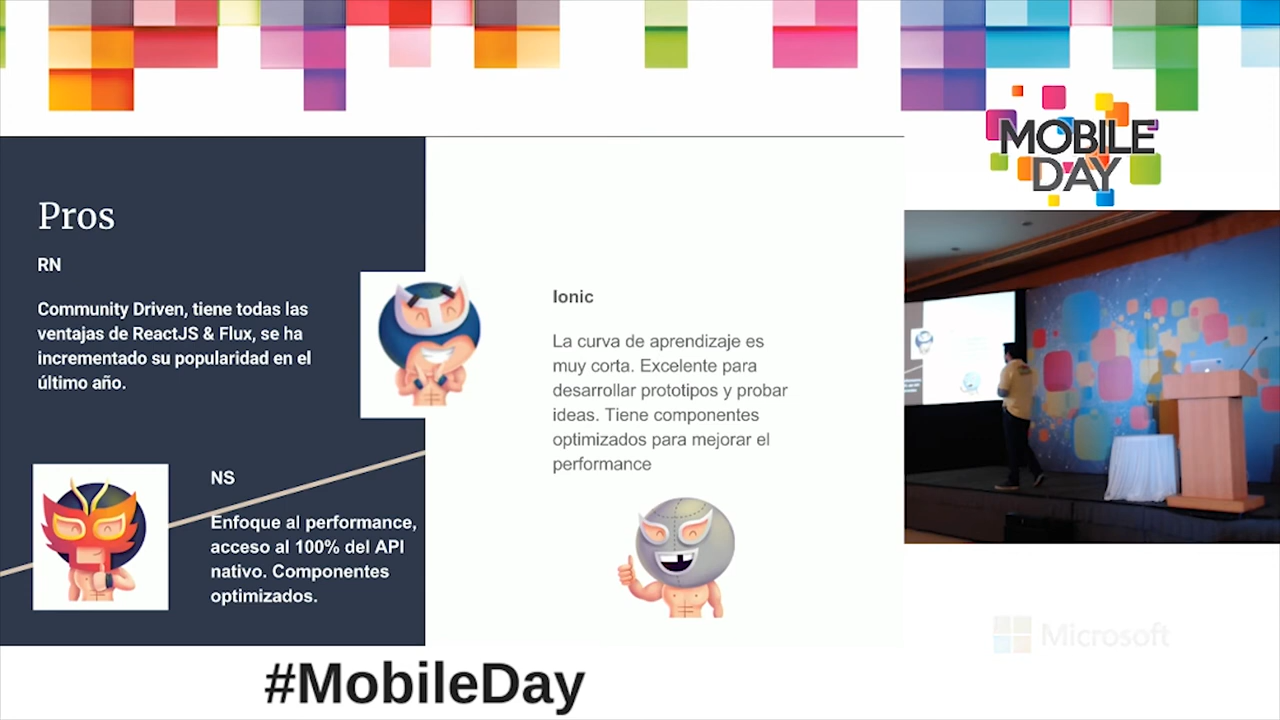 MOBILE
DAY
Pros
RN
Community Driven, tiene todas las
ventajas de ReactJS & Flux, se ha
incrementado su popularidad en el
último año.
NS
Enfoque al performance,
acceso al 100% del API
nativo. Componentes
optimizados.
Ionic
La curva de aprendizaje es
muy corta. Excelente para
desarrollar prototipos y probar
ideas. Tiene componentes
optimizados para mejorar el
performance
Microsoft
#MobileDay